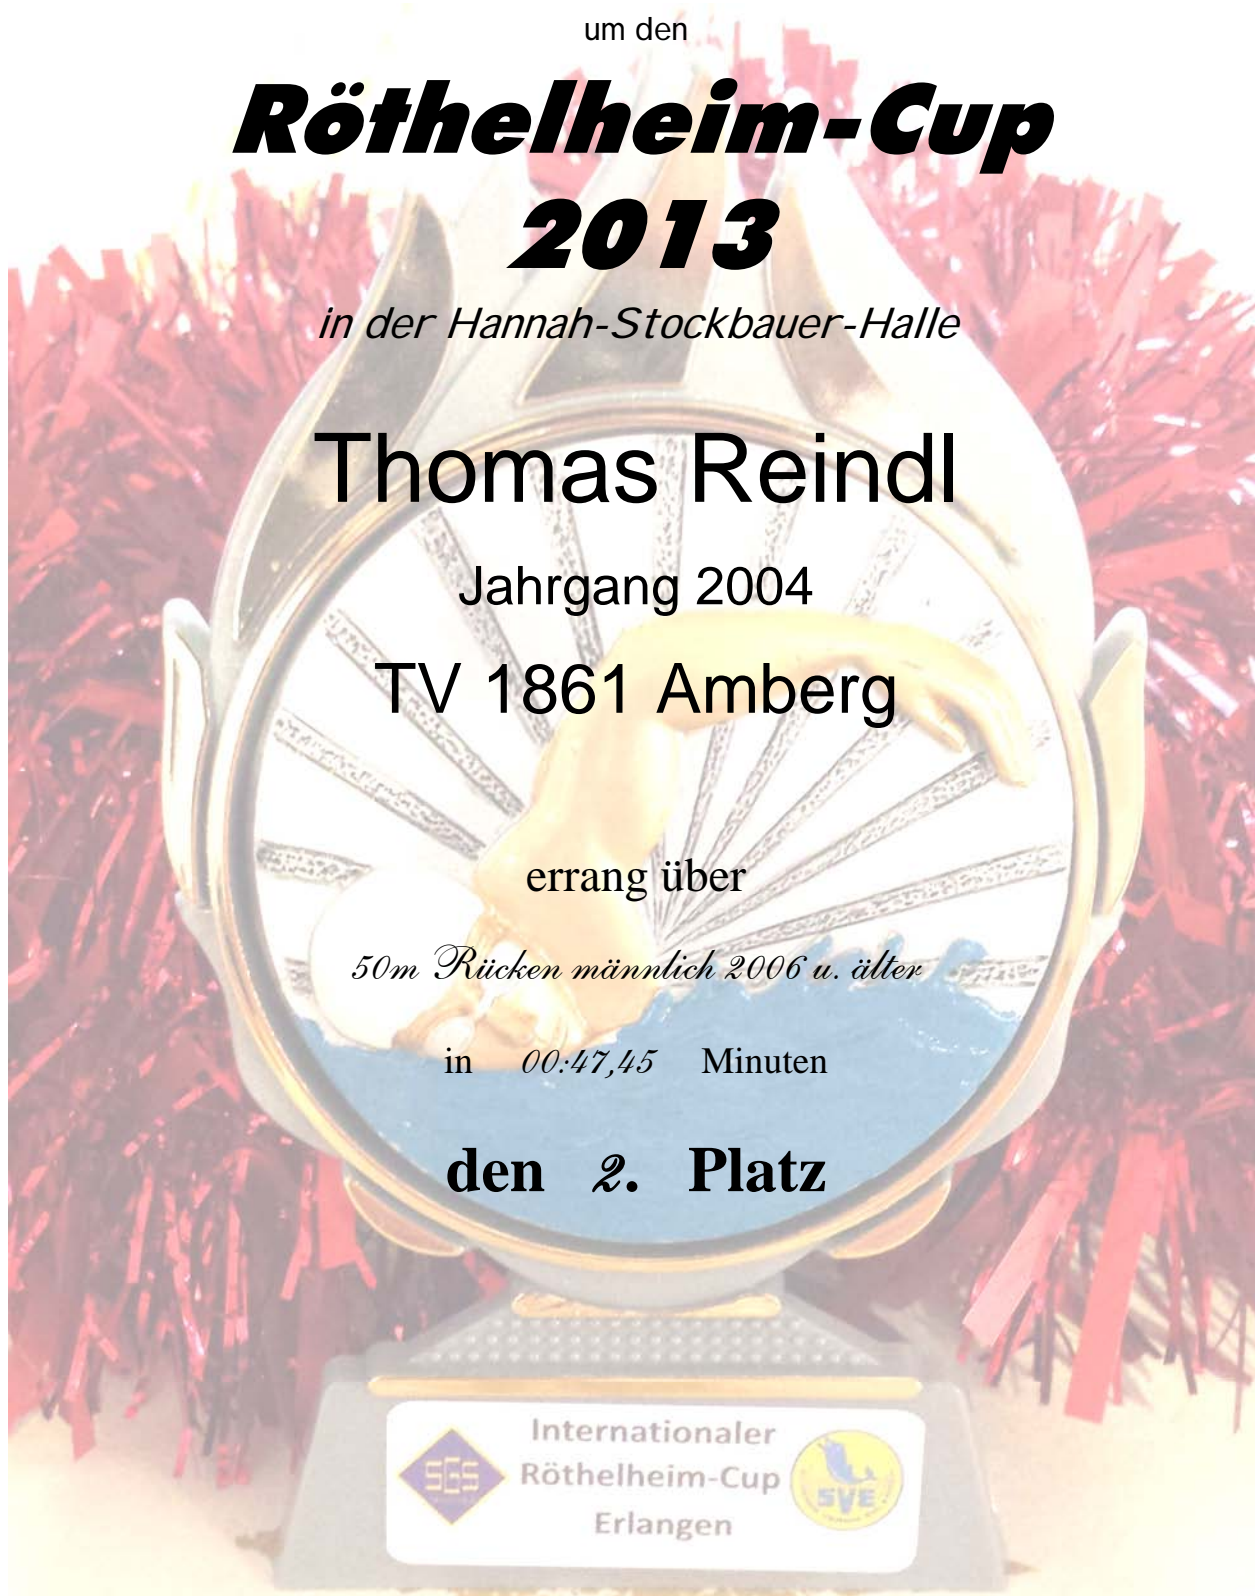 um den
Röthelheim-Cup
2013
in der Hannah-Stockbauer-Halle
Thomas Reindl
Jahrgang 2004
TV 1861 Amberg
errang über
50m Rücken männlich 2006 u. älter
in 00:47,45 Minuten
den 2. Platz
Internationaler
SGS Röthelheim-Cup SVE
Erlangen